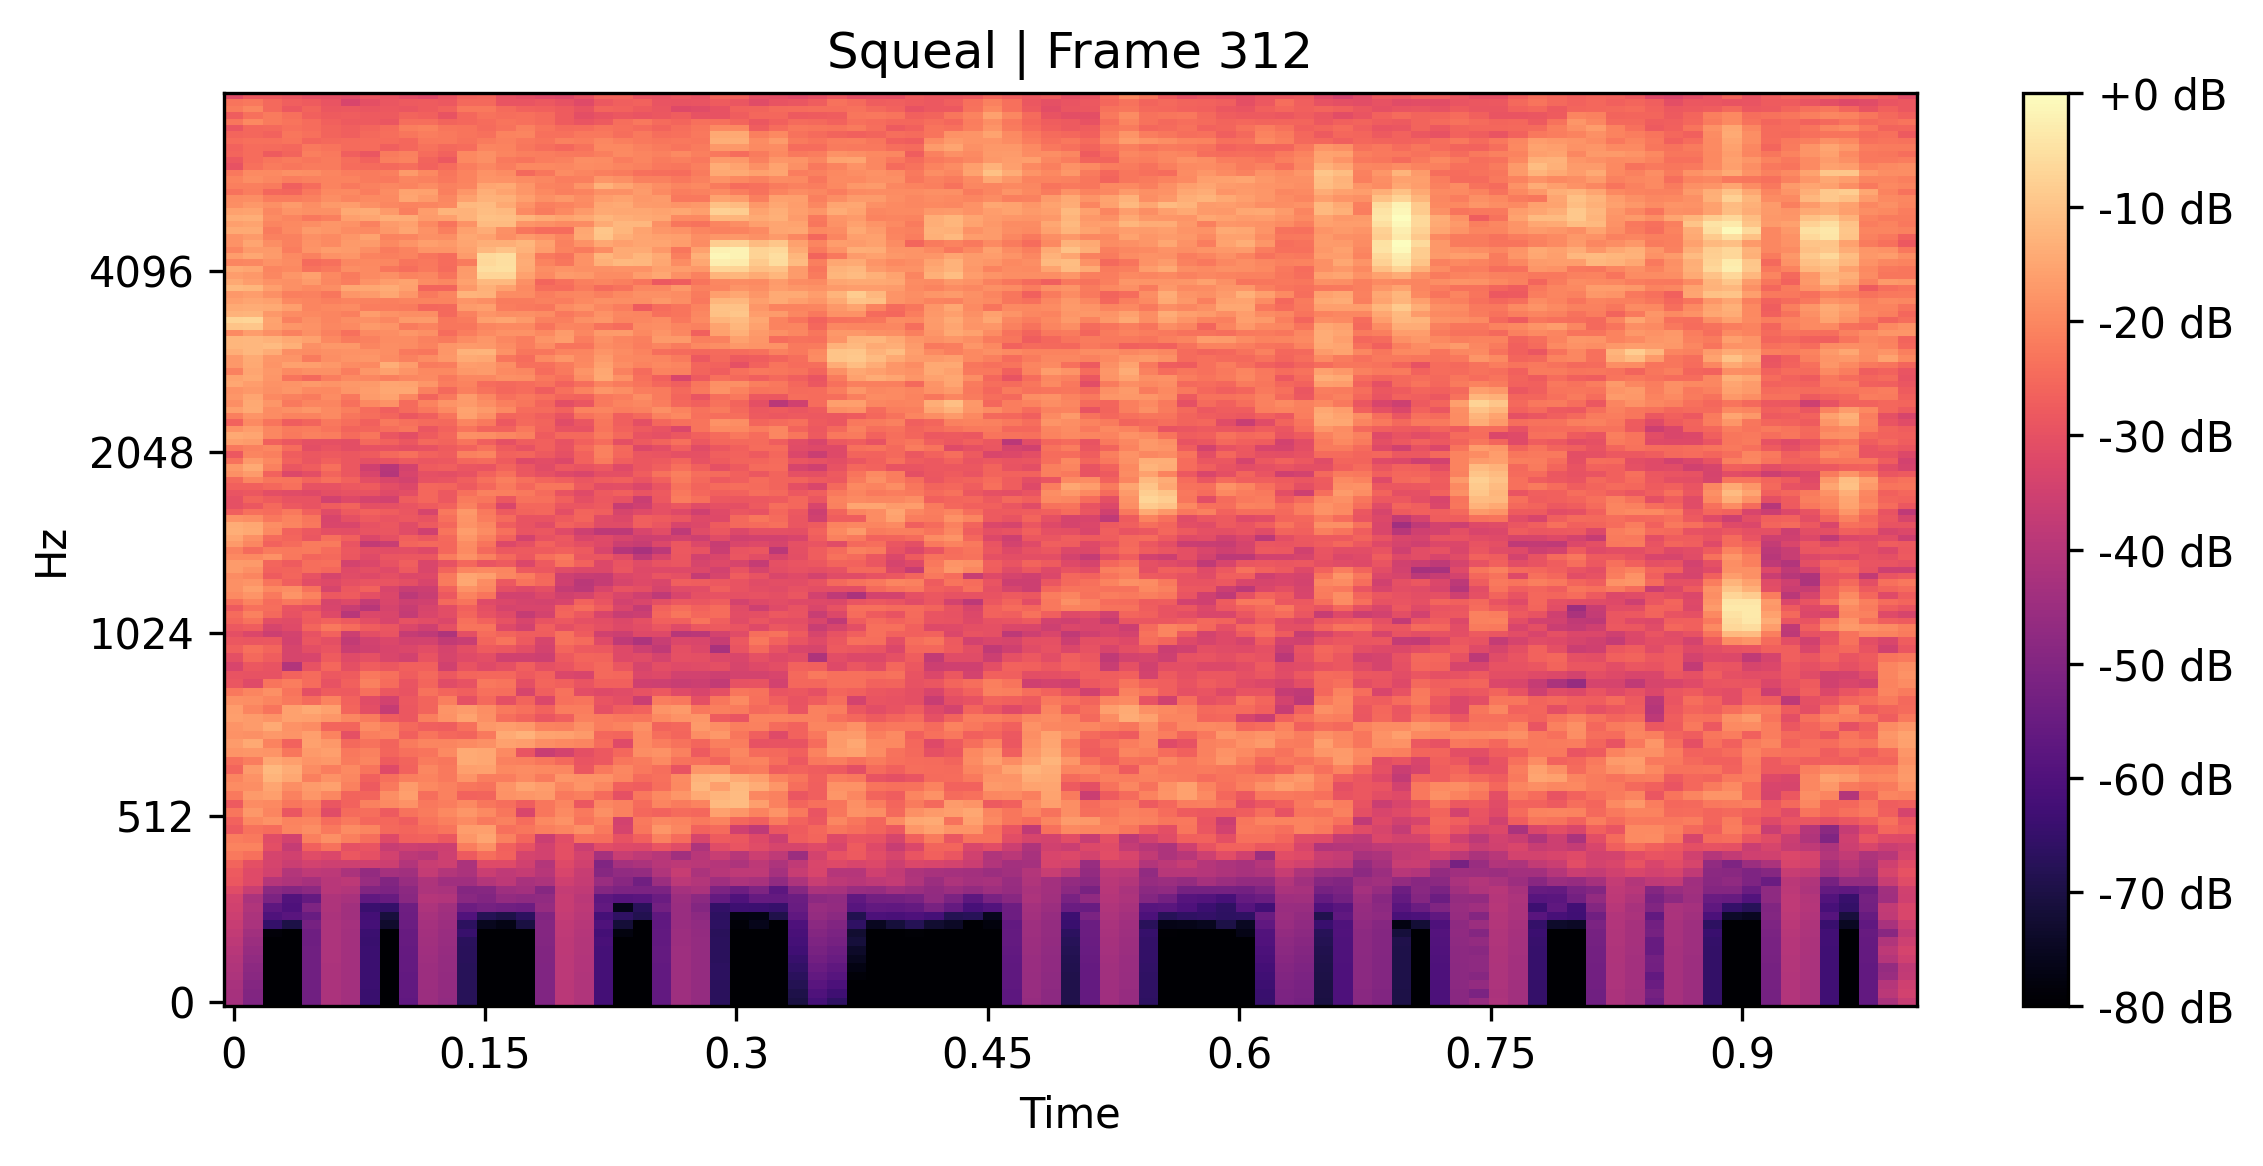 Squeal | Frame 312
Hz
4096
2048
1024
512
0
0 0.15 0.3 0.45 0.6 0.75 0.9
Time
+0 dB
-10 dB
-20 dB
-30 dB
-40 dB
-50 dB
-60 dB
-70 dB
-80 dB